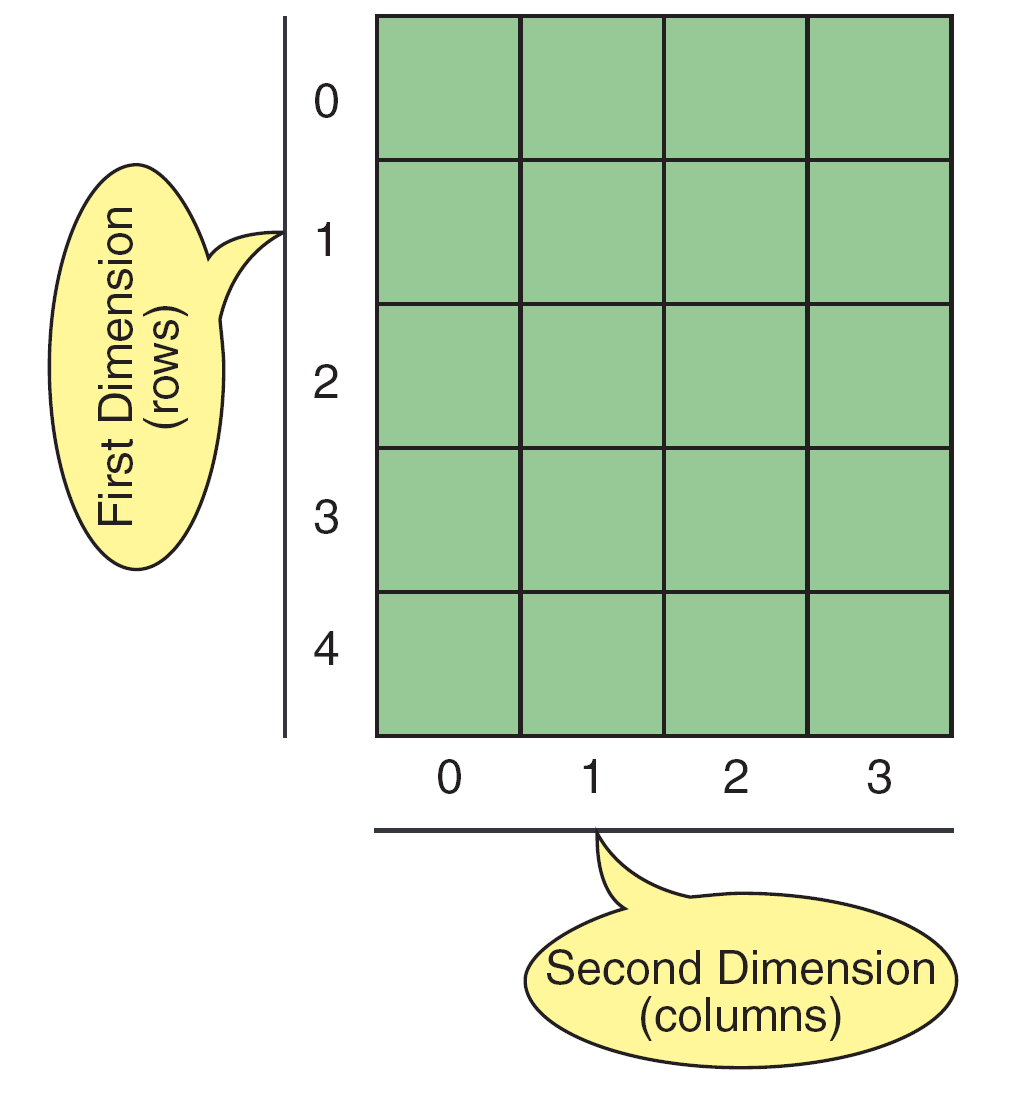 0
1
2
3
4
First Dimension
(rows)
0 1 2 3
Second Dimension
(columns)